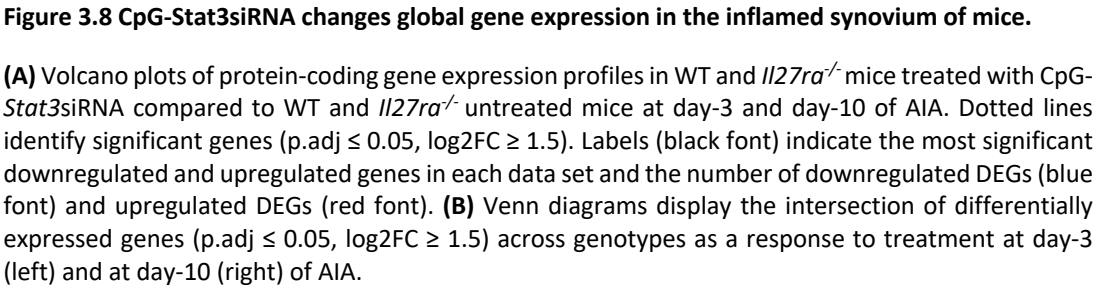 Figure 3.8 CpG-Stat3siRNA changes global gene expression in the inflamed synovium of mice.
(A) Volcano plots of protein-coding gene expression profiles in WT and Il27ra-/- mice treated with CpG-
Stat3siRNA compared to WT and Il27ra-/- untreated mice at day-3 and day-10 of AIA. Dotted lines
identify significant genes (p.adj ≤ 0.05, log2FC ≥ 1.5). Labels (black font) indicate the most significant
downregulated and upregulated genes in each data set and the number of downregulated DEGs (blue
font) and upregulated DEGs (red font). (B) Venn diagrams display the intersection of differentially
expressed genes (p.adj ≤ 0.05, log2FC ≥ 1.5) across genotypes as a response to treatment at day-3
(left) and at day-10 (right) of AIA.